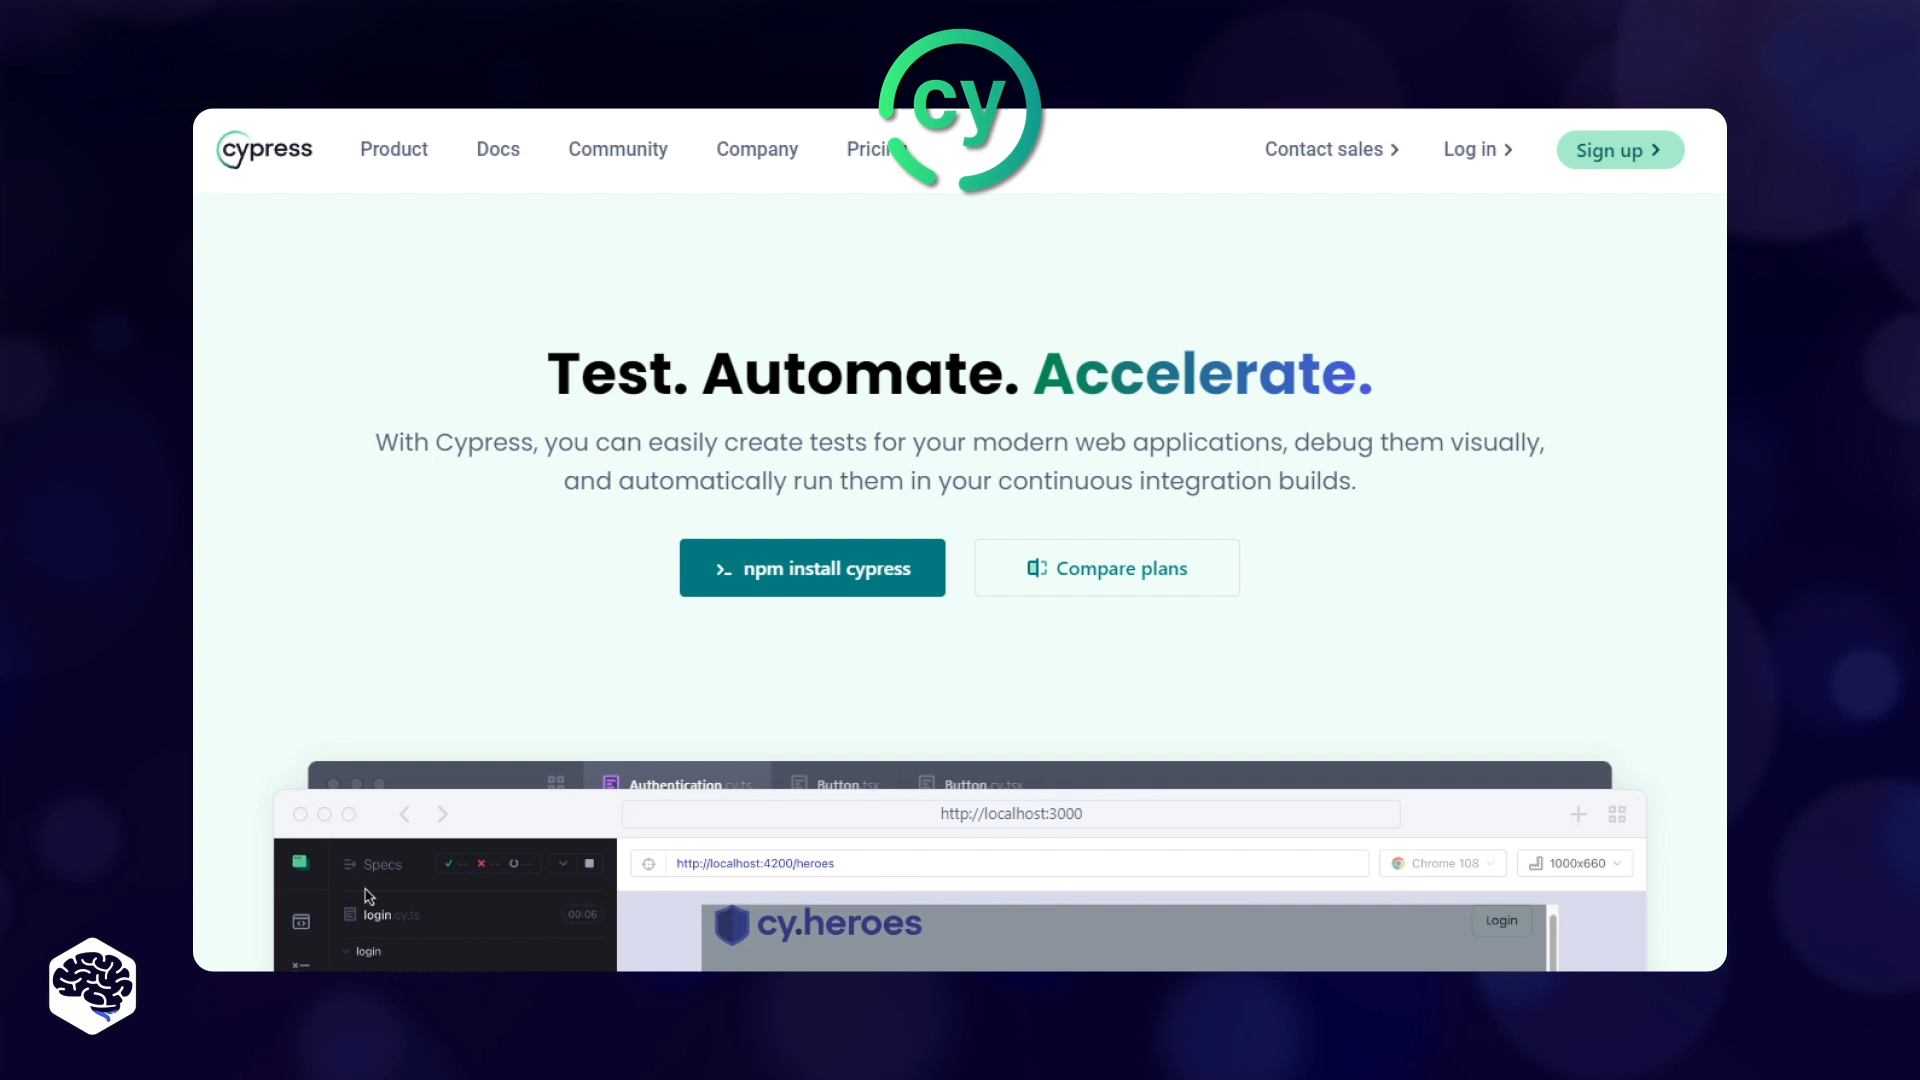 cy
cypress Product Docs Community Company Contact sales Log in Sign up
Test. Automate. Accelerate.
With Cypress, you can easily create tests for your modern web applications, debug them visually,
and automatically run them in your continuous integration builds.
>_ npm install cypress Compare plans
Authentication.cy.ts Button.tsx Button.cy.tsx
http://localhost:3000
Specs -- -- --
http://localhost:4200/heroes Chrome 108 1000x660
login.cy.ts 00:06
cy.heroes Login
login